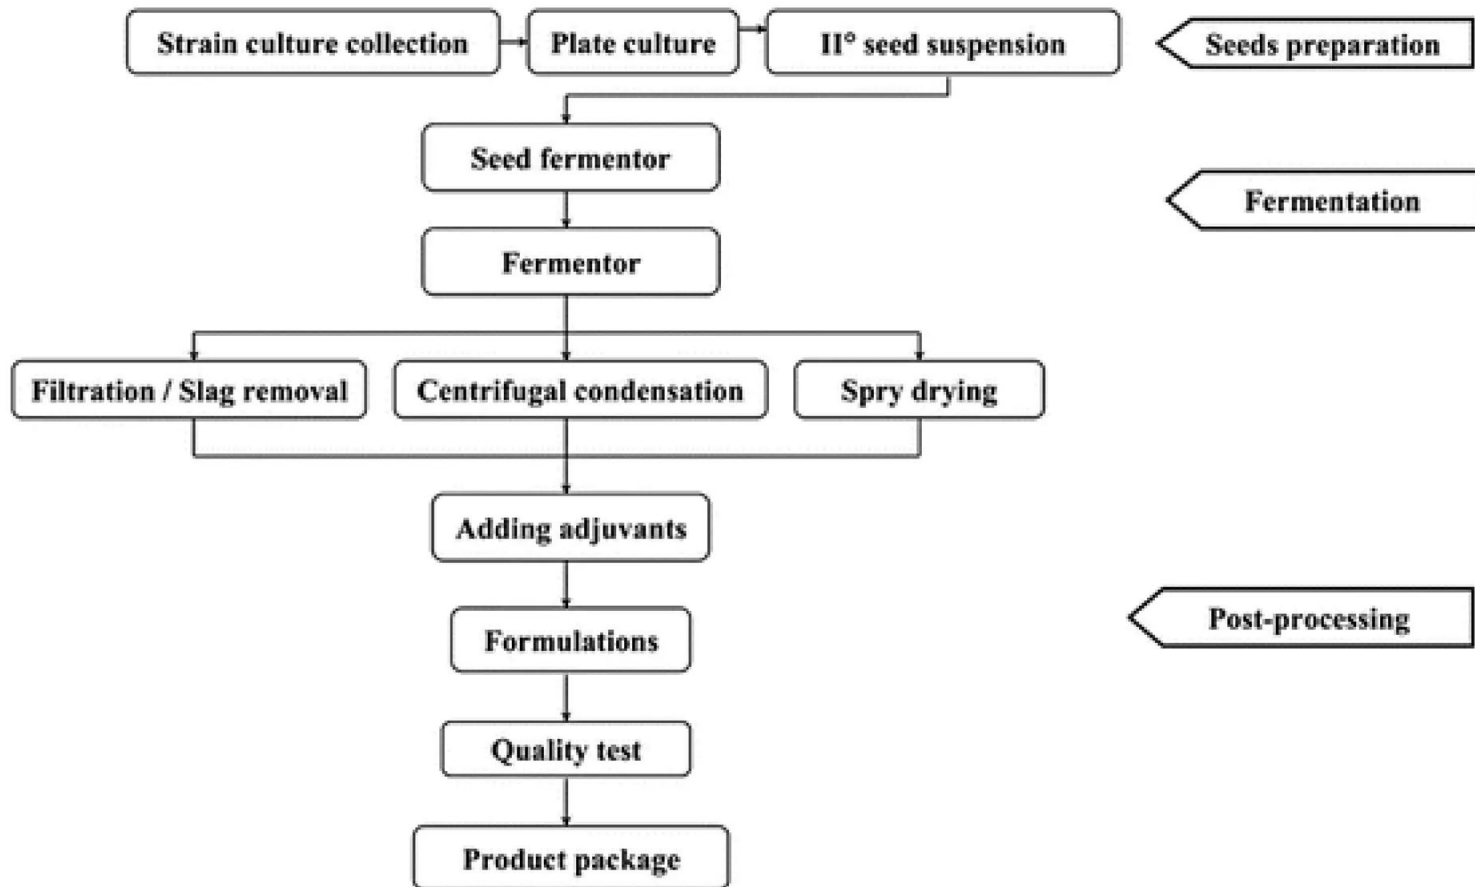 Strain culture collection
Plate culture
II° seed suspension
Seeds preparation
Seed fermentor
Fermentation
Fermentor
Filtration / Slag removal
Centrifugal condensation
Spry drying
Adding adjuvants
Formulations
Post-processing
Quality test
Product package